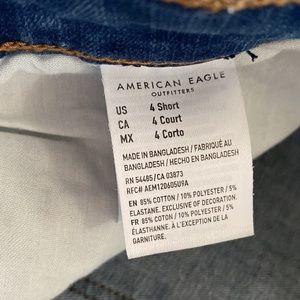 AMERICAN EAGLE
OUTFITTERS
US 4 Short
CA 4 Court
MX 4 Corto
MADE IN BANGLADESH / FABRIQUÉ AU
BANGLADESH / HECHO EN BANGLADESH
RN 54485/CA 03873
RFC# AEM120605U9A
EN 85% COTTON / 10% POLYESTER / 5%
ELASTANE. EXCLUSIVE OF DECORATION.
FR 85% COTON / 10% POLYESTER / 5%
ÉLASTHANNE. À L'EXCEPTION DE LA
GARNITURE.